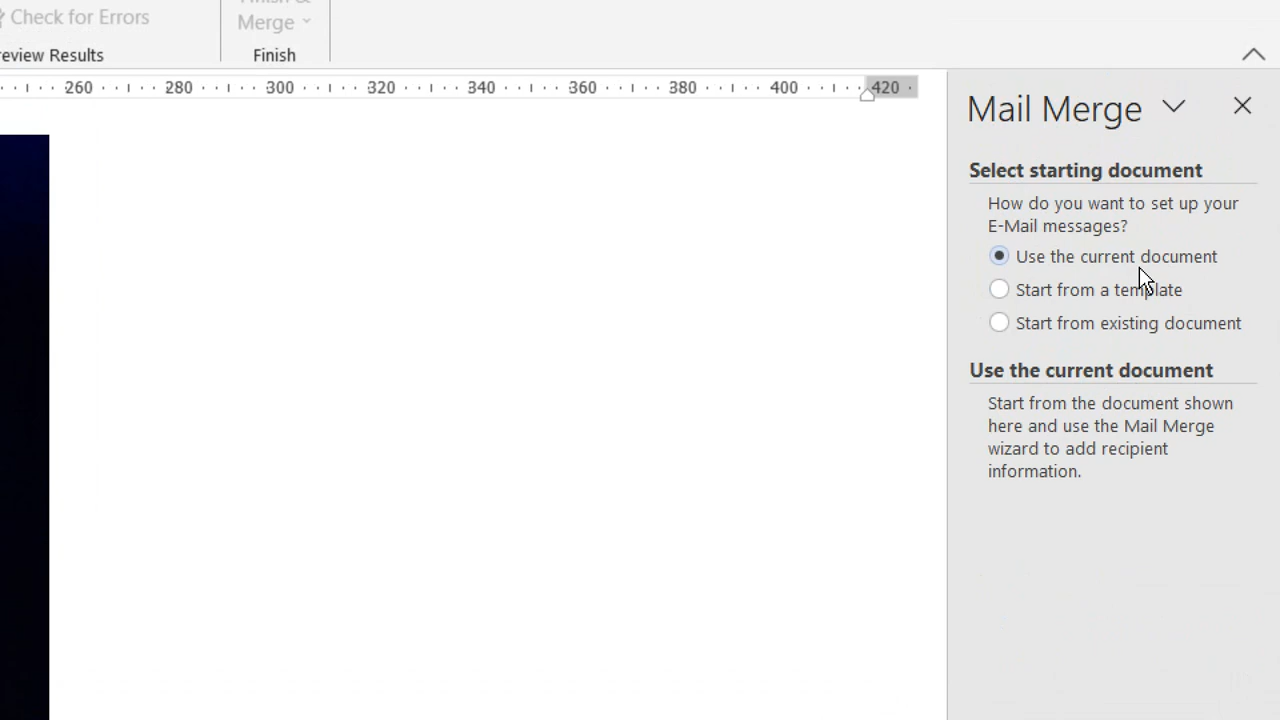 Check for Errors
Merge
Preview Results
Finish
260 280 300 320 340 360 380 400 420
Mail Merge
Select starting document
How do you want to set up your
E-Mail messages?
Use the current document
Start from a template
Start from existing document
Use the current document
Start from the document shown
here and use the Mail Merge
wizard to add recipient
information.